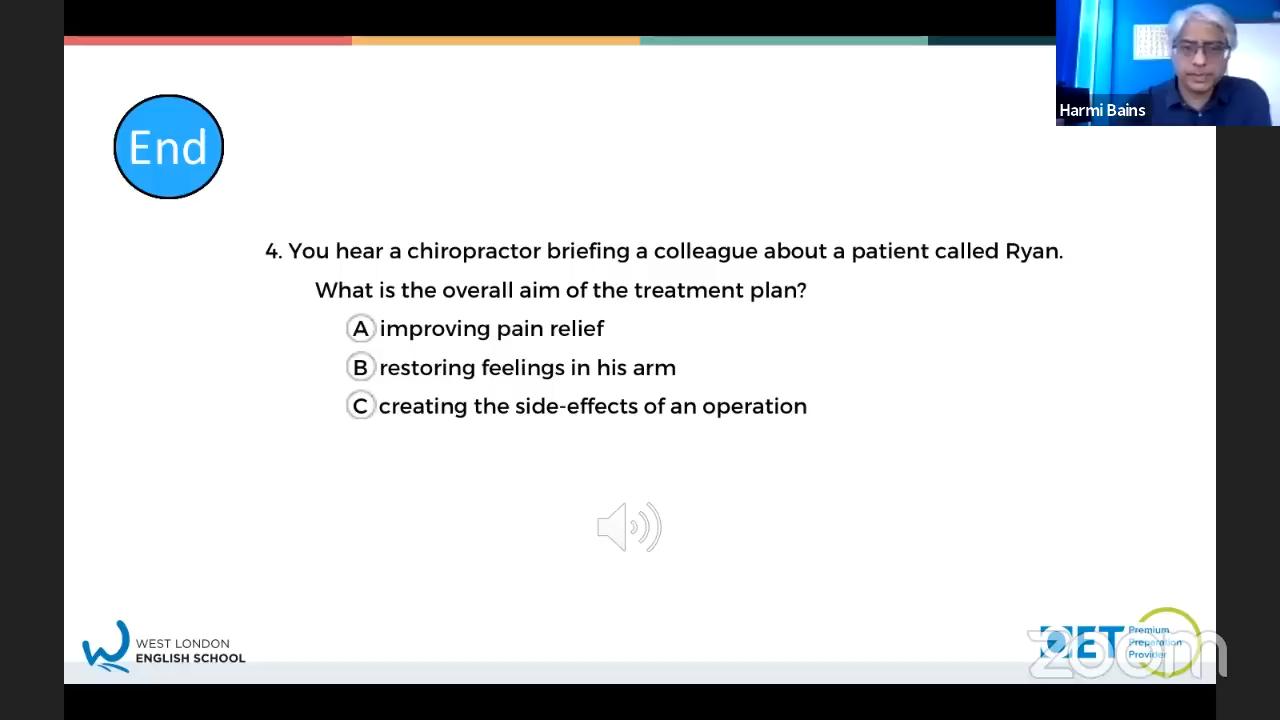 Harmi Bains
End
4. You hear a chiropractor briefing a colleague about a patient called Ryan.
What is the overall aim of the treatment plan?
A improving pain relief
B restoring feelings in his arm
C creating the side-effects of an operation
WEST LONDON
ENGLISH SCHOOL
OET
Premium
Preparation
Provider
zoom